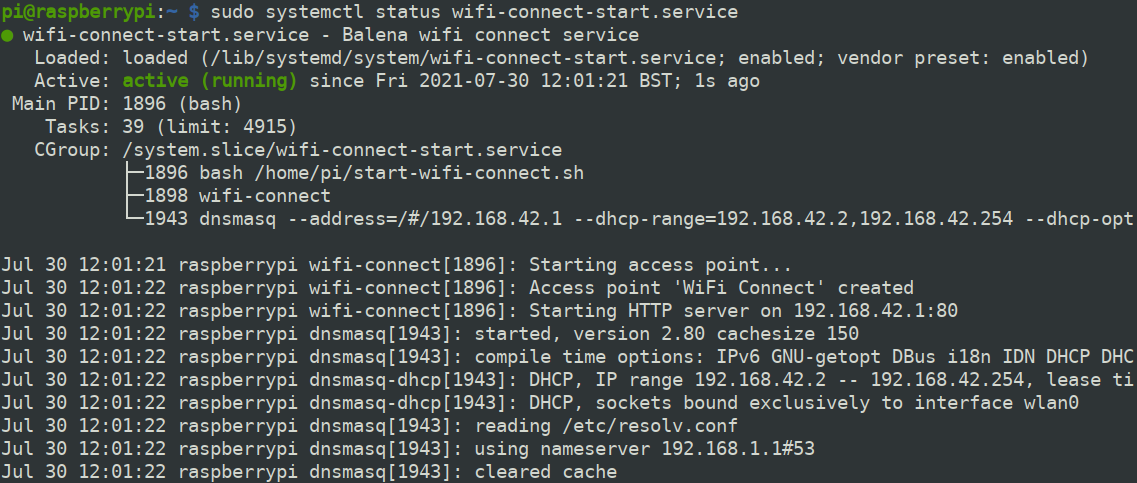 pi@raspberrypi:~ $ sudo systemctl status wifi-connect-start.service
● wifi-connect-start.service - Balena wifi connect service
   Loaded: loaded (/lib/systemd/system/wifi-connect-start.service; enabled; vendor preset: enabled)
   Active: active (running) since Fri 2021-07-30 12:01:21 BST; 1s ago
 Main PID: 1896 (bash)
    Tasks: 39 (limit: 4915)
   CGroup: /system.slice/wifi-connect-start.service
           ├─1896 bash /home/pi/start-wifi-connect.sh
           ├─1898 wifi-connect
           └─1943 dnsmasq --address=/#/192.168.42.1 --dhcp-range=192.168.42.2,192.168.42.254 --dhcp-opt
Jul 30 12:01:21 raspberrypi wifi-connect[1896]: Starting access point...
Jul 30 12:01:22 raspberrypi wifi-connect[1896]: Access point 'WiFi Connect' created
Jul 30 12:01:22 raspberrypi wifi-connect[1896]: Starting HTTP server on 192.168.42.1:80
Jul 30 12:01:22 raspberrypi dnsmasq[1943]: started, version 2.80 cachesize 150
Jul 30 12:01:22 raspberrypi dnsmasq[1943]: compile time options: IPv6 GNU-getopt DBus i18n IDN DHCP DHC
Jul 30 12:01:22 raspberrypi dnsmasq-dhcp[1943]: DHCP, IP range 192.168.42.2 -- 192.168.42.254, lease ti
Jul 30 12:01:22 raspberrypi dnsmasq-dhcp[1943]: DHCP, sockets bound exclusively to interface wlan0
Jul 30 12:01:22 raspberrypi dnsmasq[1943]: reading /etc/resolv.conf
Jul 30 12:01:22 raspberrypi dnsmasq[1943]: using nameserver 192.168.1.1#53
Jul 30 12:01:22 raspberrypi dnsmasq[1943]: cleared cache